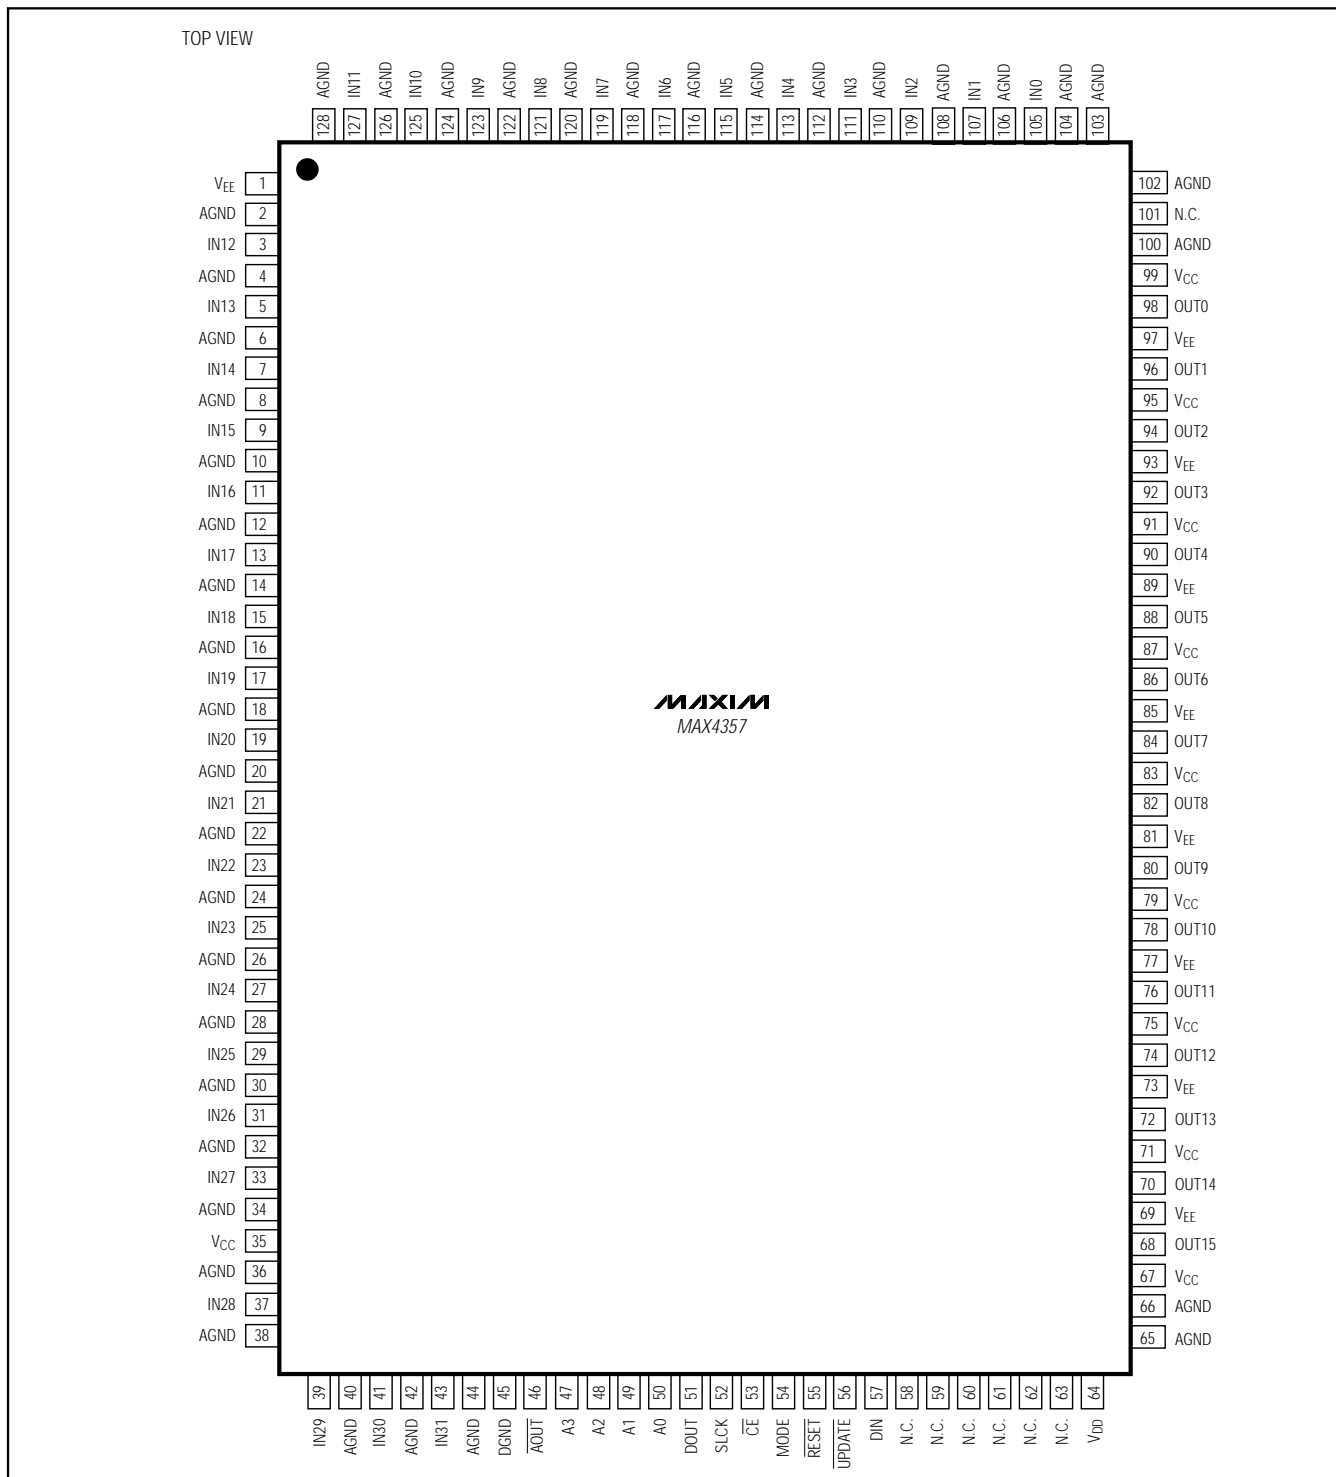 TOP VIEW
AGND IN11 AGND IN10 AGND IN9 AGND IN8 AGND IN7 AGND IN6 AGND IN5 AGND IN4 AGND IN3 AGND IN2 AGND IN1 AGND IN0 AGND AGND
128 127 126 125 124 123 122 121 120 119 118 117 116 115 114 113 112 111 110 109 108 107 106 105 104 103
VEE 1 102 AGND
AGND 2 101 N.C.
IN12 3 100 AGND
AGND 4 99 VCC
IN13 5 98 OUT0
AGND 6 97 VEE
IN14 7 96 OUT1
AGND 8 95 VCC
IN15 9 94 OUT2
AGND 10 93 VEE
IN16 11 92 OUT3
AGND 12 91 VCC
IN17 13 90 OUT4
AGND 14 89 VEE
IN18 15 88 OUT5
AGND 16 87 VCC
IN19 17 86 OUT6
AGND 18 85 VEE
MAXIM
MAX4357
IN20 19 84 OUT7
AGND 20 83 VCC
IN21 21 82 OUT8
AGND 22 81 VEE
IN22 23 80 OUT9
AGND 24 79 VCC
IN23 25 78 OUT10
AGND 26 77 VEE
IN24 27 76 OUT11
AGND 28 75 VCC
IN25 29 74 OUT12
AGND 30 73 VEE
IN26 31 72 OUT13
AGND 32 71 VCC
IN27 33 70 OUT14
AGND 34 69 VEE
VCC 35 68 OUT15
AGND 36 67 VCC
IN28 37 66 AGND
AGND 38 65 AGND
39 40 41 42 43 44 45 46 47 48 49 50 51 52 53 54 55 56 57 58 59 60 61 62 63 64
IN29 AGND IN30 AGND IN31 AGND DGND AOUT A3 A2 A1 A0 DOUT SLCK CE MODE RESET UPDATE DIN N.C. N.C. N.C. N.C. N.C. N.C. VDD